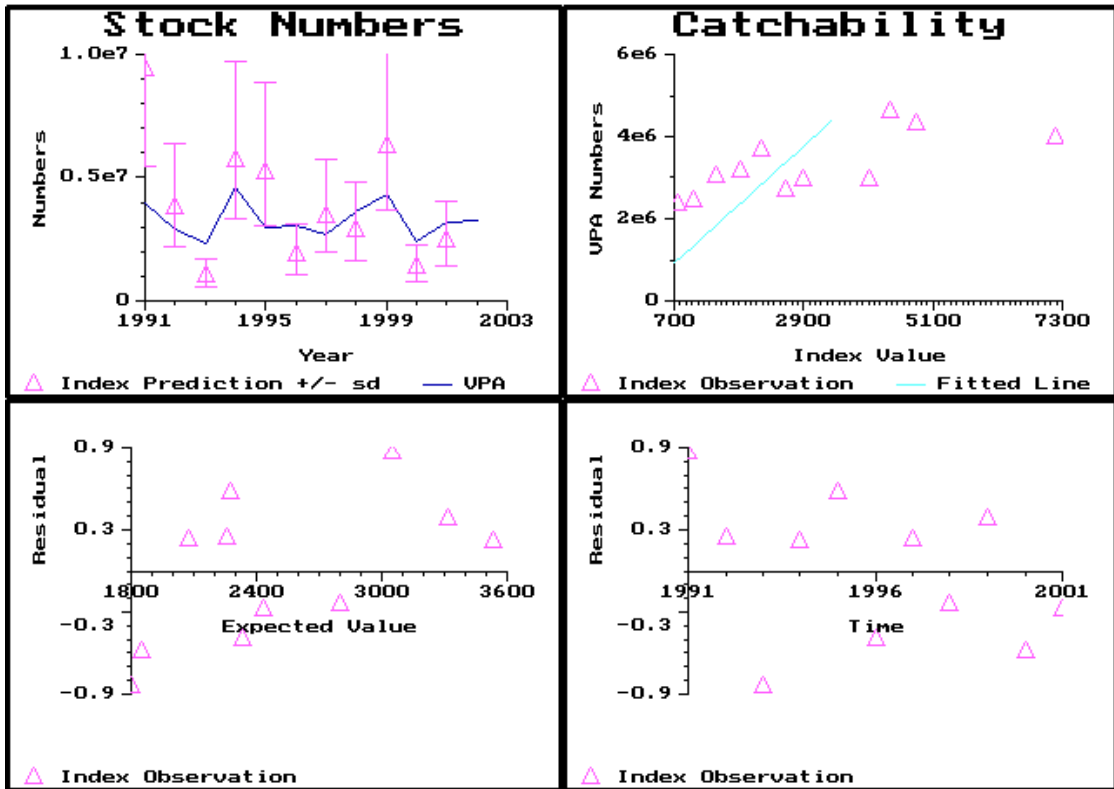 Stock Numbers
1.0e7
0.5e7
0
Numbers
1991 1995 1999 2003
Year
Index Prediction +/- sd VPA
Catchability
6e6
4e6
2e6
0
VPA Numbers
700 2900 5100 7300
Index Value
Index Observation Fitted Line
0.9
0.3
-0.3
-0.9
Residual
1800 2400 3000 3600
Expected Value
Index Observation
0.9
0.3
-0.3
-0.9
Residual
1991 1996 2001
Time
Index Observation